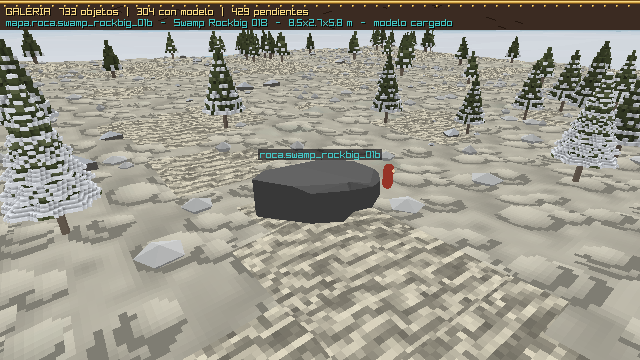 GALERIA 733 objetos | 304 con modelo | 429 pendientes
mapa.roca.swamp_rockbig_01b - Swamp Rockbig 01B - 8.5x2.7x5.8 m - modelo cargado
roca.swamp_rockbig_01b